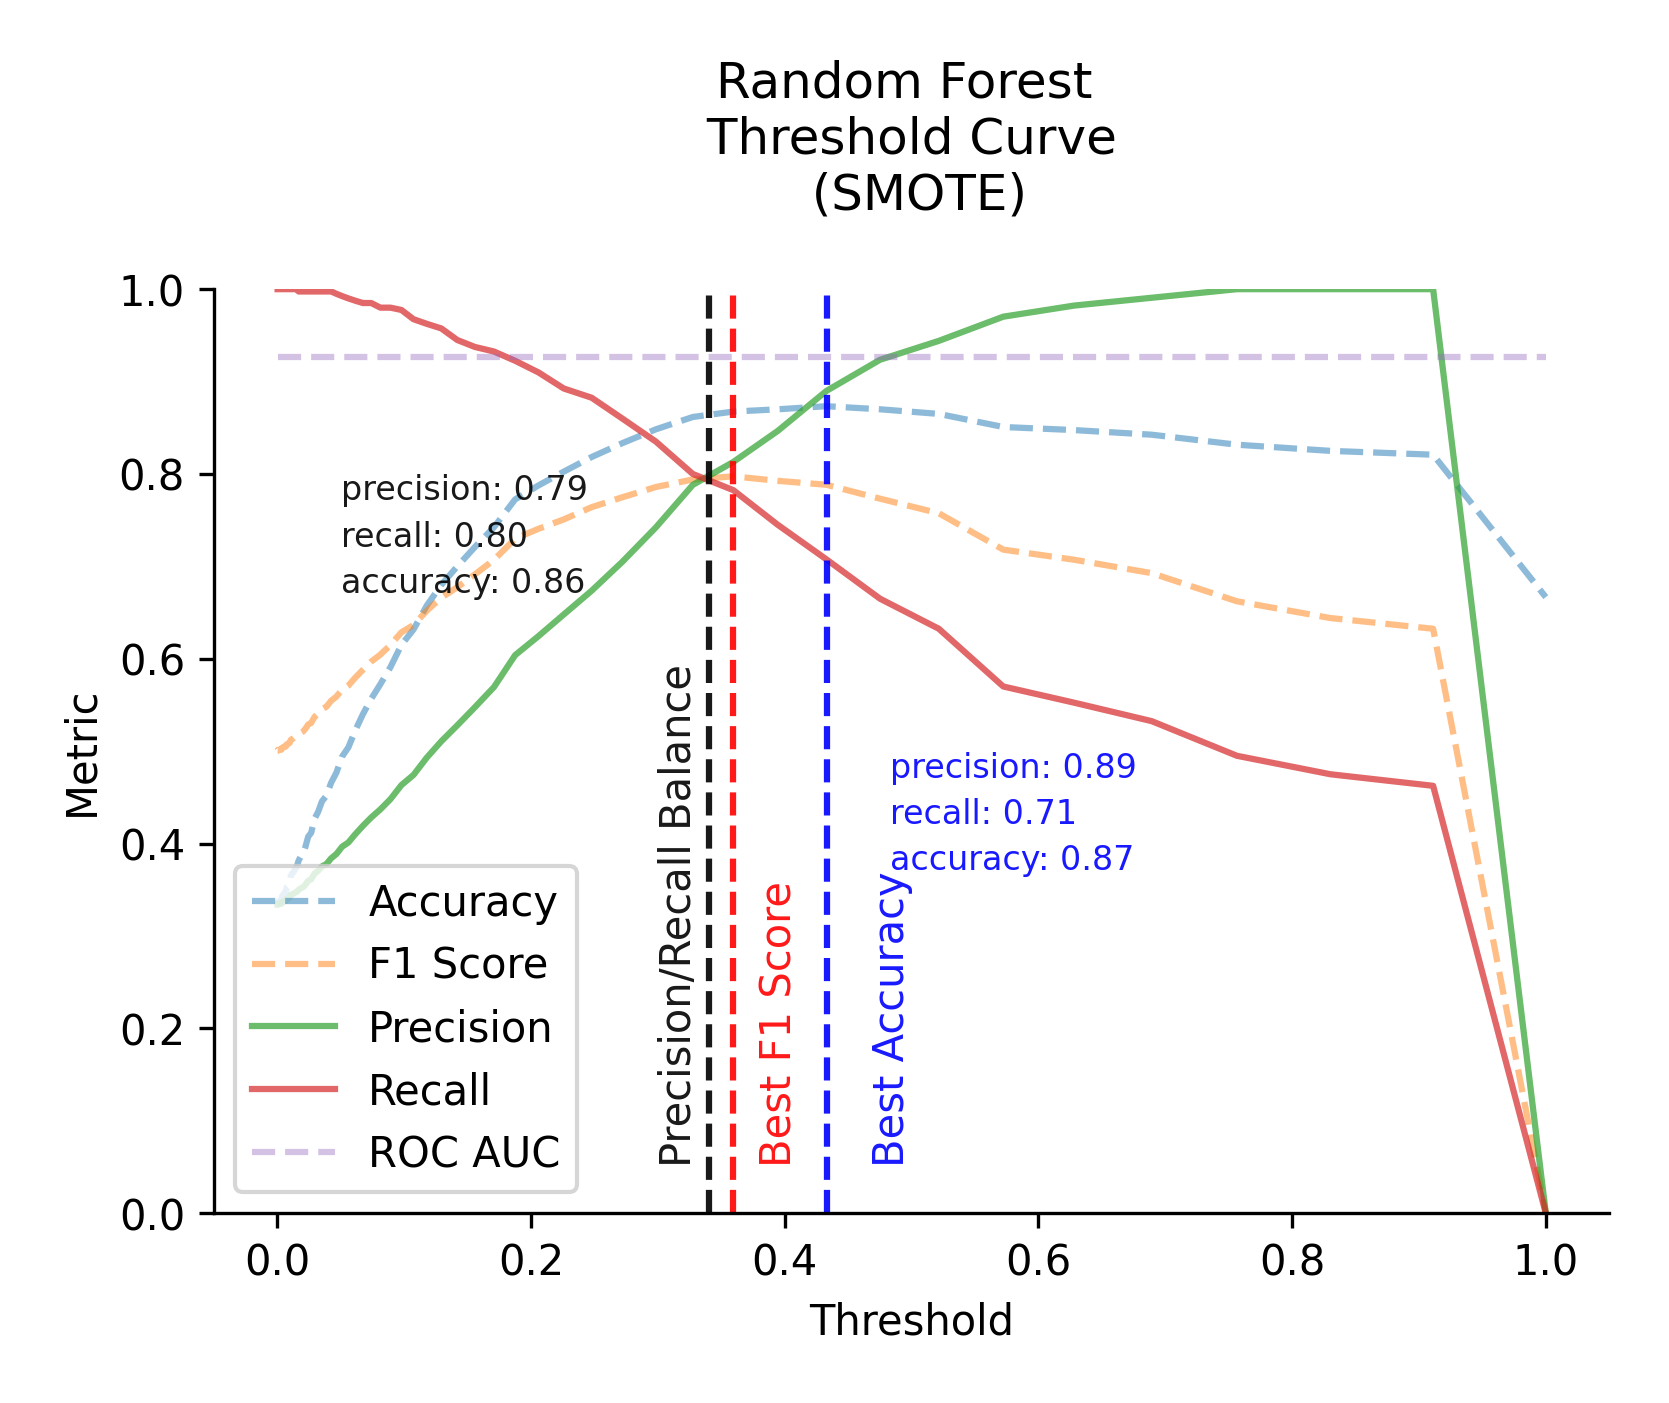 Random Forest
Threshold Curve
(SMOTE)
Metric
1.0
0.8
0.6
0.4
0.2
0.0
precision: 0.79
recall: 0.80
accuracy: 0.86
Precision/Recall Balance
Best F1 Score
Best Accuracy
precision: 0.89
recall: 0.71
accuracy: 0.87
Accuracy
F1 Score
Precision
Recall
ROC AUC
0.0 0.2 0.4 0.6 0.8 1.0
Threshold